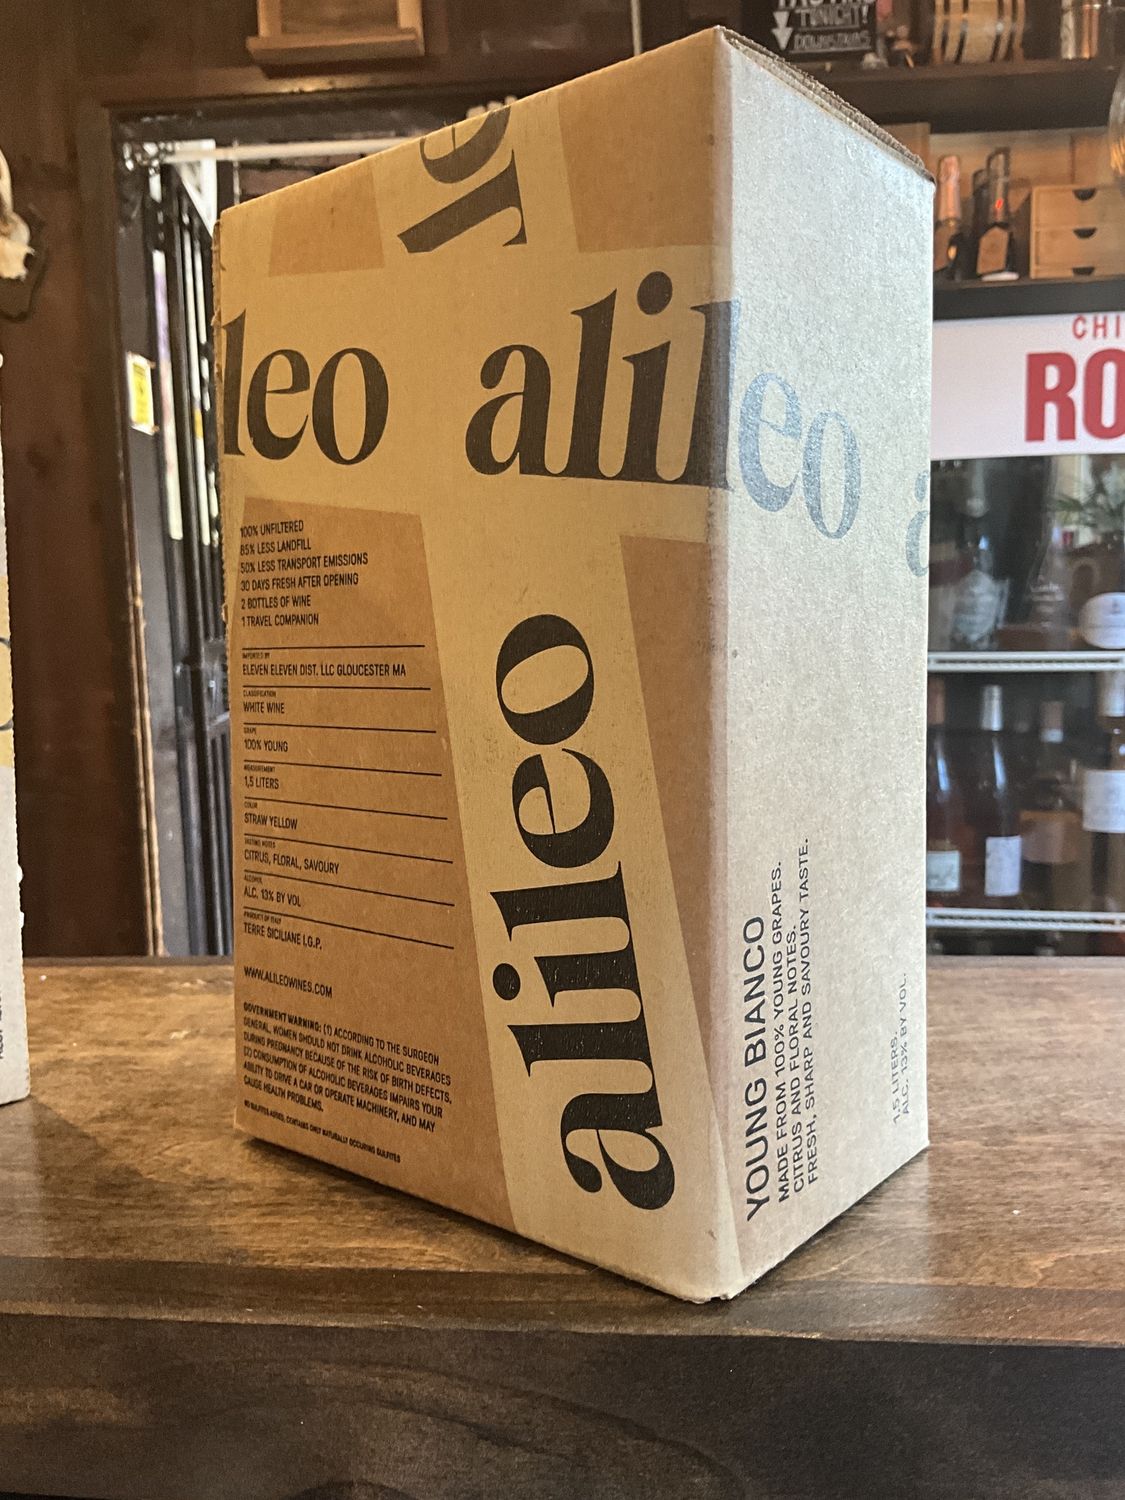 TONIGHT!
DOWNSTAIRS
le
leo alileo a
CHI
RO
100% UNFILTERED
85% LESS LANDFILL
50% LESS TRANSPORT EMISSIONS
30 DAYS FRESH AFTER OPENING
2 BOTTLES OF WINE
1 TRAVEL COMPANION
IMPORTED BY
ELEVEN ELEVEN DIST. LLC GLOUCESTER MA
CLASSIFICATION
WHITE WINE
GRAPE
100% YOUNG
MEASUREMENT
1,5 LITERS
COLOR
STRAW YELLOW
TASTING NOTES
CITRUS, FLORAL, SAVOURY
ALCOHOL
ALC. 13% BY VOL
PRODUCT OF ITALY
TERRE SICILIANE I.G.P.
WWW.ALILEOWINES.COM
GOVERNMENT WARNING: (1) ACCORDING TO THE SURGEON
GENERAL, WOMEN SHOULD NOT DRINK ALCOHOLIC BEVERAGES
DURING PREGNANCY BECAUSE OF THE RISK OF BIRTH DEFECTS.
(2) CONSUMPTION OF ALCOHOLIC BEVERAGES IMPAIRS YOUR
ABILITY TO DRIVE A CAR OR OPERATE MACHINERY, AND MAY
CAUSE HEALTH PROBLEMS.
NO SULFITES ADDED, CONTAINS ONLY NATURALLY OCCURING SULFITES
alileo
YOUNG BIANCO
MADE FROM 100% YOUNG GRAPES.
CITRUS AND FLORAL NOTES.
FRESH, SHARP AND SAVOURY TASTE.
1,5 LITERS.
ALC. 13% BY VOL.